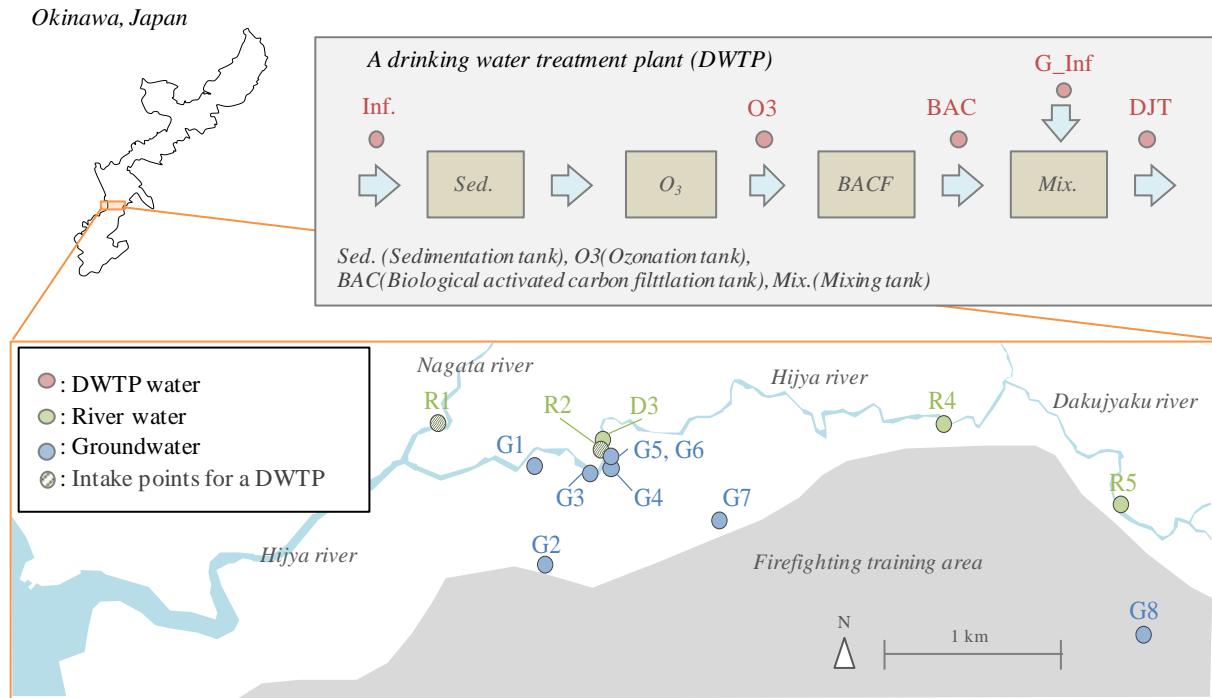 Okinawa, Japan
A drinking water treatment plant (DWTP)
G_Inf
Inf.
O3
BAC
DJT
Sed.
O3
BACF
Mix.
Sed. (Sedimentation tank), O3(Ozonation tank),
BAC(Biological activated carbon filttlation tank), Mix.(Mixing tank)
: DWTP water
: River water
: Groundwater
: Intake points for a DWTP
Nagata river
Hijya river
Dakujyaku river
R1
R2
D3
R4
G1
G5, G6
G3
G4
R5
G7
G2
Hijya river
Firefighting training area
G8
N
1 km